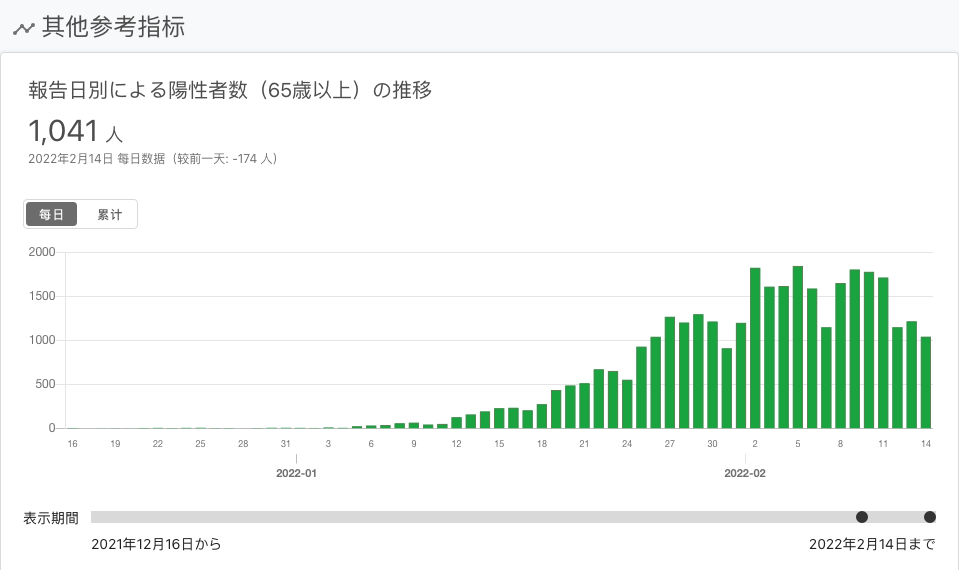 其他参考指标
報告日別による陽性者数（65歳以上）の推移
1,041 人
2022年2月14日 每日数据（较前一天: -174 人）
每日 累计
2000
1500
1000
500
0
16 19 22 25 28 31 3 6 9 12 15 18 21 24 27 30 2 5 8 11 14
2022-01 2022-02
表示期間
2021年12月16日から 2022年2月14日まで